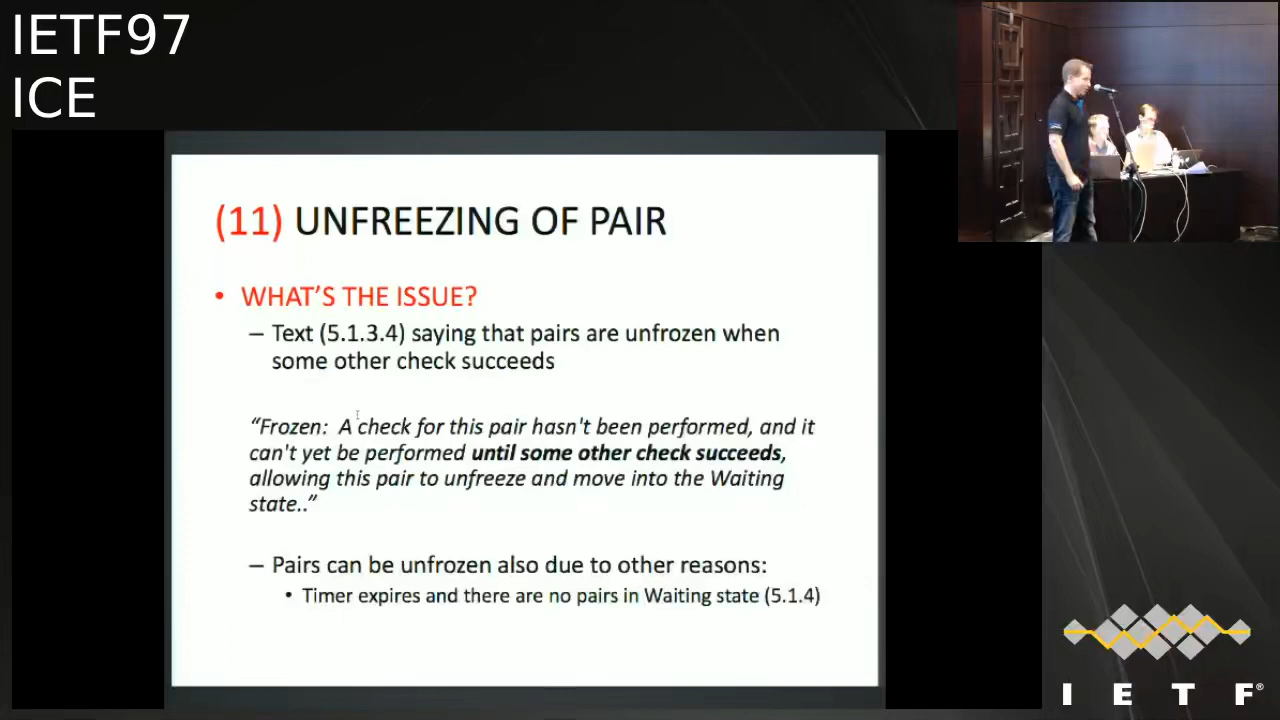 IETF97
ICE
(11) UNFREEZING OF PAIR
• WHAT'S THE ISSUE?
– Text (5.1.3.4) saying that pairs are unfrozen when
some other check succeeds
“Frozen:  A check for this pair hasn't been performed, and it
can't yet be performed until some other check succeeds,
allowing this pair to unfreeze and move into the Waiting
state..”
– Pairs can be unfrozen also due to other reasons:
• Timer expires and there are no pairs in Waiting state (5.1.4)
I E T F®